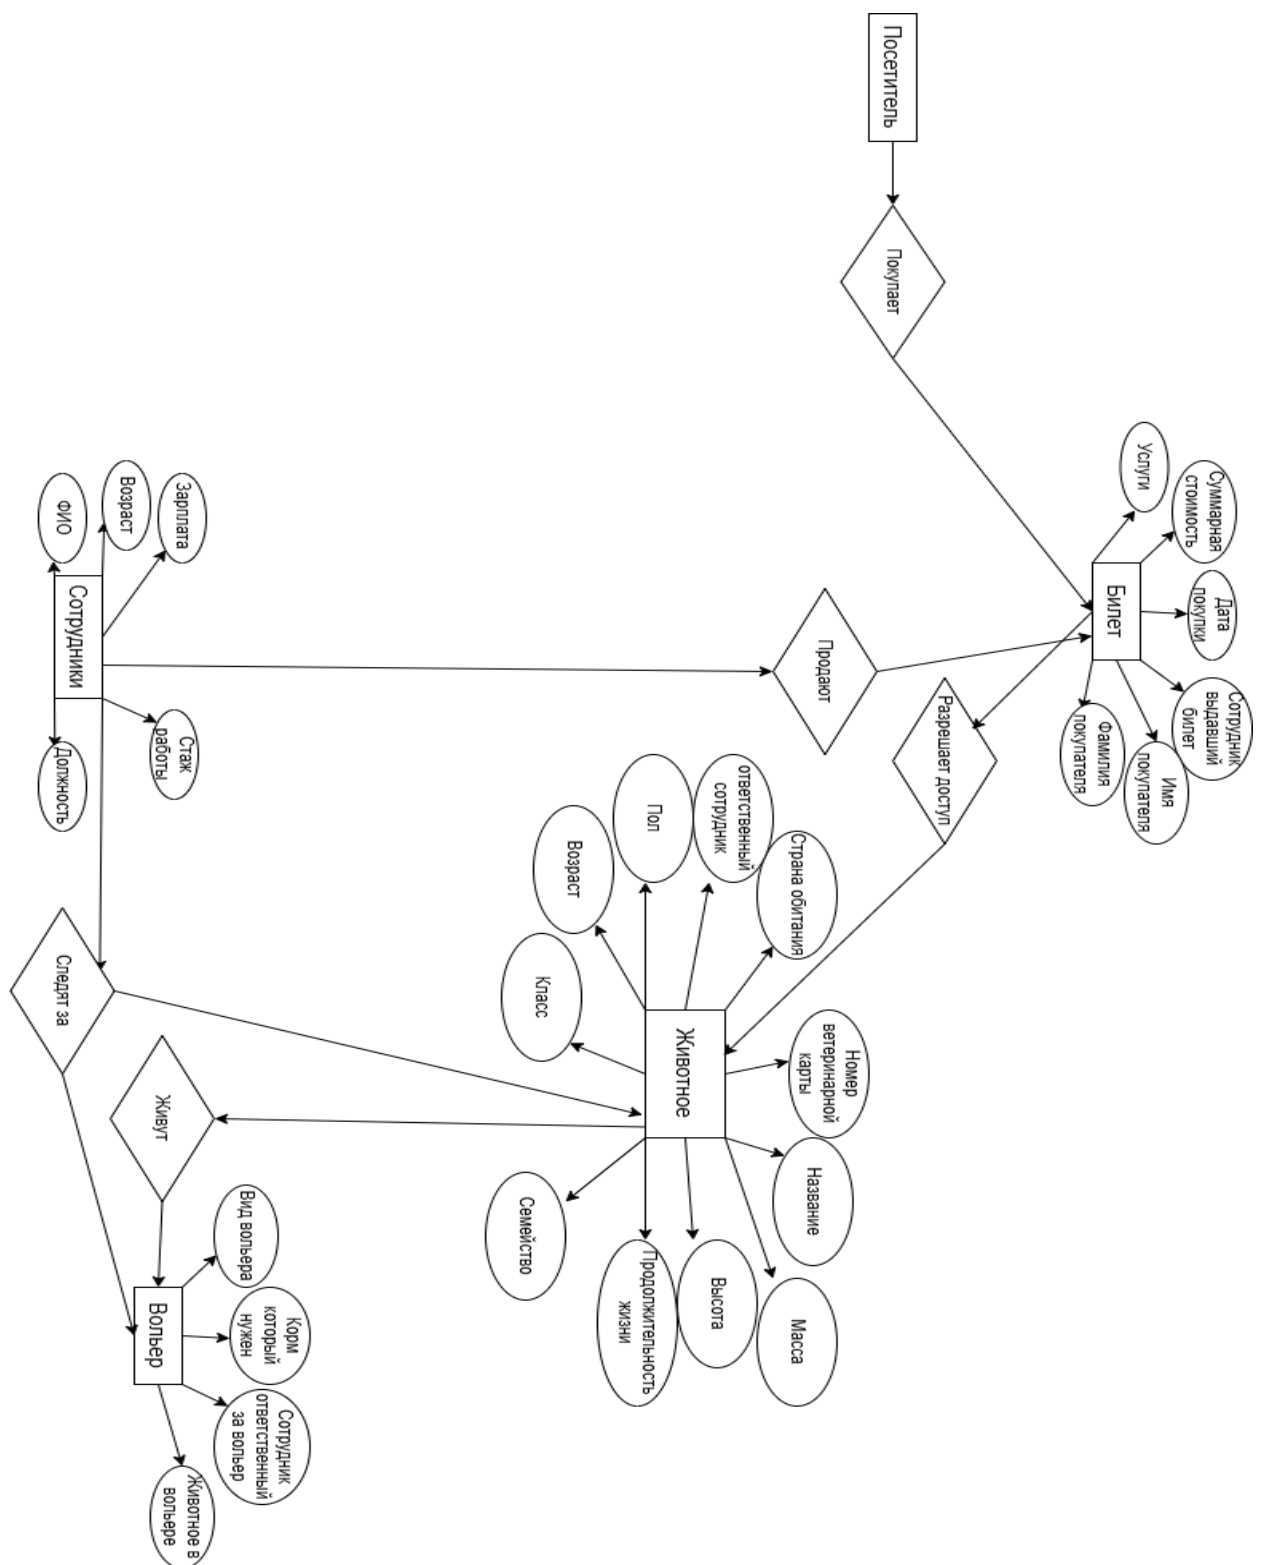 Посетитель
Покупает
Услуги
Суммарная
стоимость
Дата
покупки
Сотрудник
выдавший
билет
Имя
покупателя
Фамилия
покупателя
Билет
Продают
Разрешает доступ
Зарплата
Возраст
ФИО
Сотрудники
Стаж
работы
Должность
Страна обитания
ответственный
сотрудник
Пол
Возраст
Класс
Животное
Номер
ветеринарной
карты
Название
Масса
Высота
Продолжительность
жизни
Семейство
Следят за
Живут
Вид вольера
Корм
который
нужен
Сотрудник
ответственный
за вольер
Животное в
вольере
Вольер